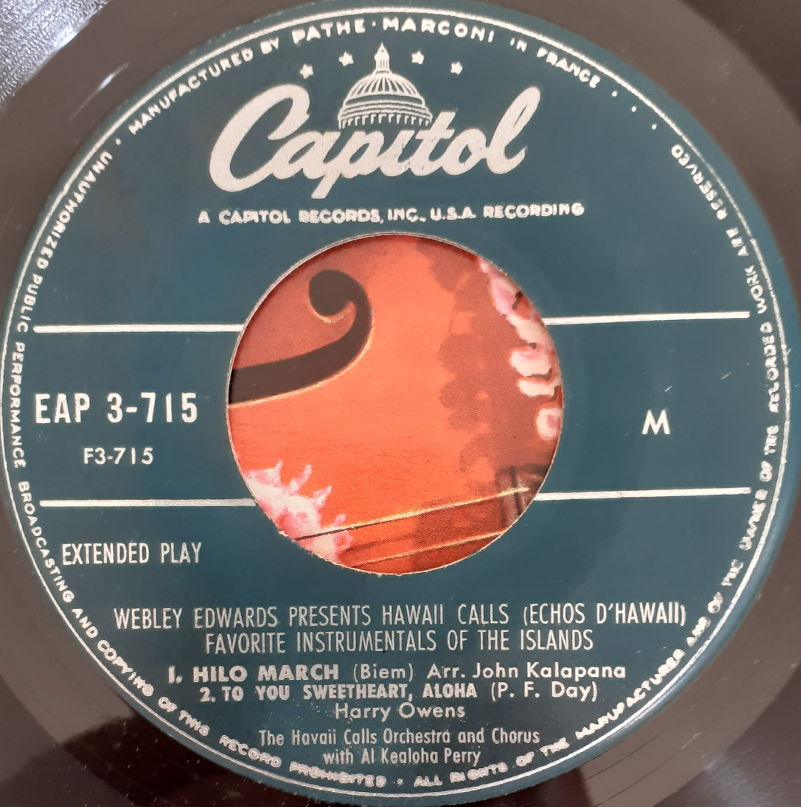 MANUFACTURED BY PATHE · MARCONI IN FRANCE · · · ·
Capitol
A CAPITOL RECORDS, INC., U.S.A. RECORDING
EAP 3-715
F3-715
M
EXTENDED PLAY
WEBLEY EDWARDS PRESENTS HAWAII CALLS (ECHOS D'HAWAII)
FAVORITE INSTRUMENTALS OF THE ISLANDS
1. HILO MARCH (Biem) Arr. John Kalapana
2. TO YOU SWEETHEART, ALOHA (P. F. Day)
Harry Owens
The Havaii Calls Orchestra and Chorus
with Al Kealoha Perry
UNAUTHORIZED PUBLIC PERFORMANCE BROADCASTING AND COPYING OF THIS RECORD PROHIBITED · ALL RIGHTS OF THE MANUFACTURER AND OF THE OWNER OF THE RECORDED WORK ARE RESERVED